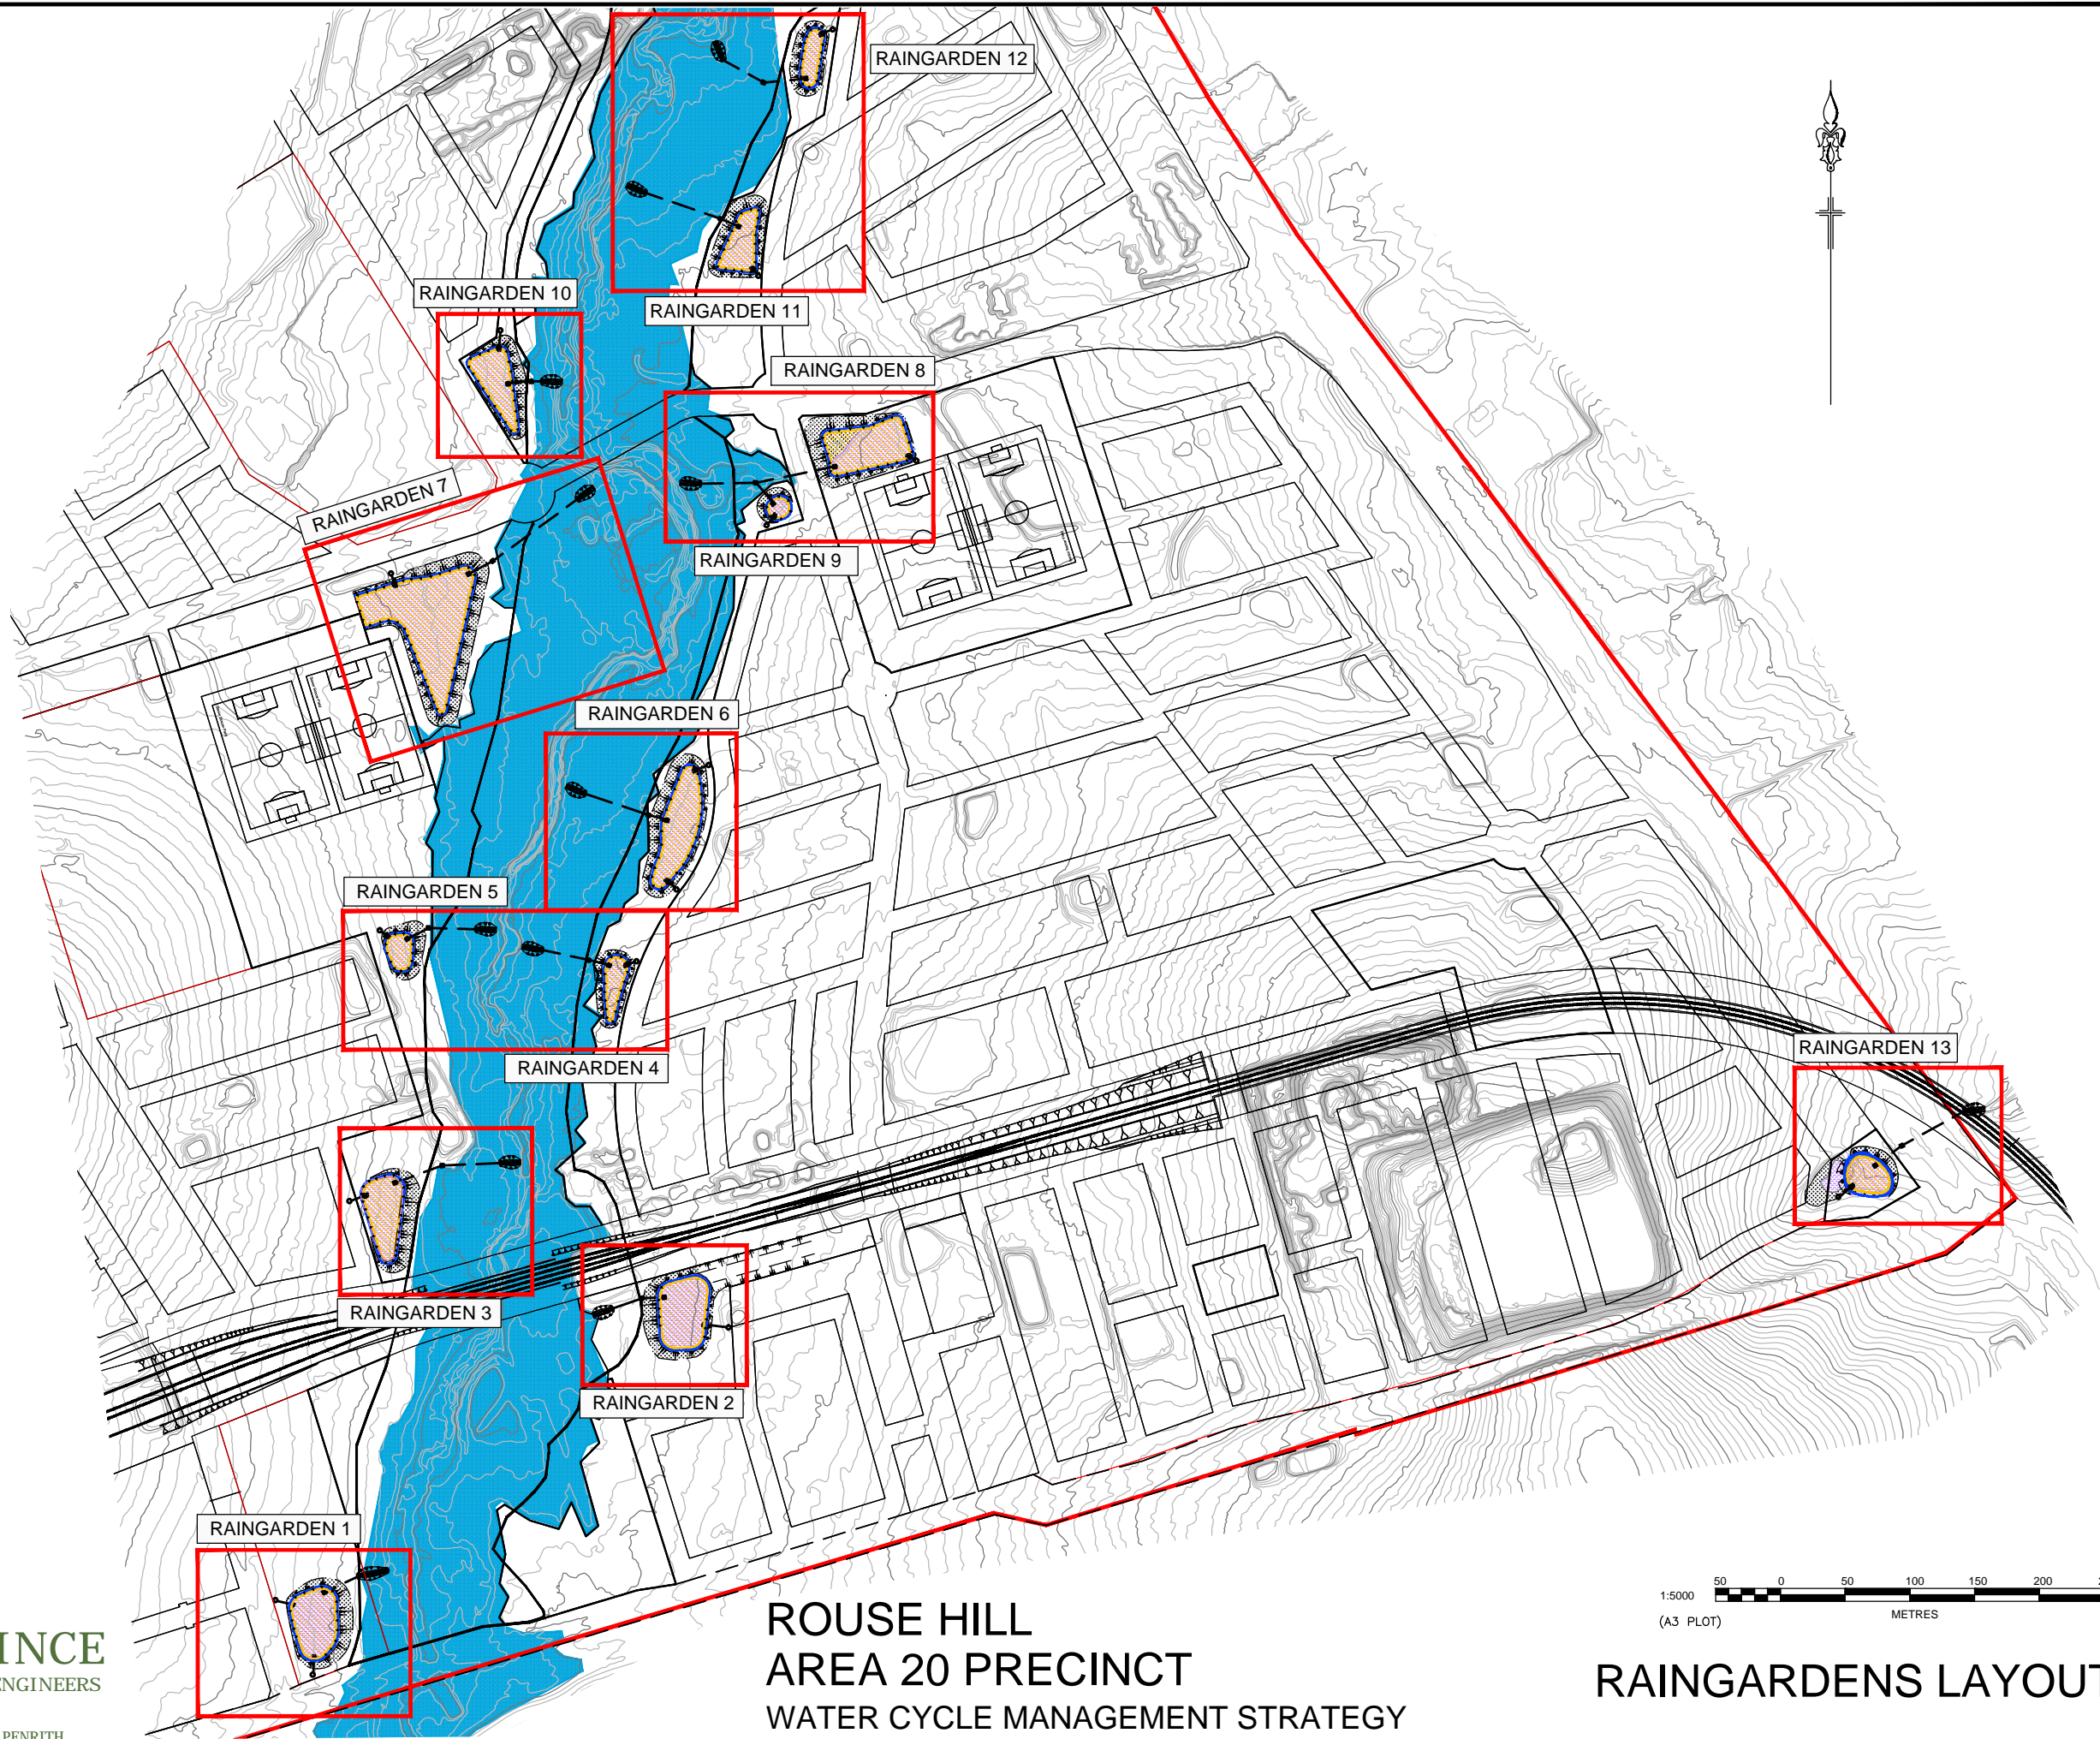 RAINGARDEN 12
RAINGARDEN 10
RAINGARDEN 11
RAINGARDEN 8
RAINGARDEN 7
RAINGARDEN 9
RAINGARDEN 6
RAINGARDEN 5
RAINGARDEN 4
RAINGARDEN 13
RAINGARDEN 3
RAINGARDEN 2
RAINGARDEN 1
INCE
NGINEERS
PENRITH
ROUSE HILL
AREA 20 PRECINCT
WATER CYCLE MANAGEMENT STRATEGY
50 0 50 100 150 200
1:5000
METRES
(A3 PLOT)
RAINGARDENS LAYOUT